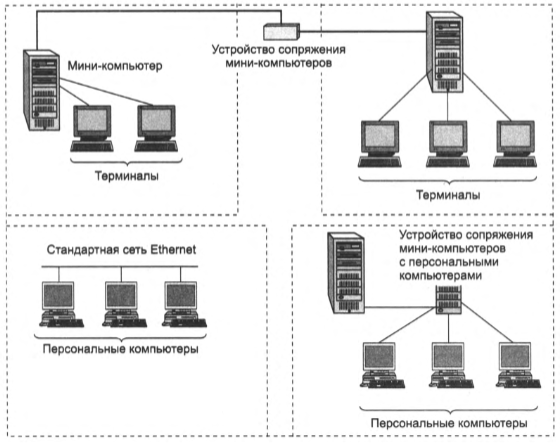 Устройство сопряжения
мини-компьютеров
Мини-компьютер
Терминалы
Терминалы
Стандартная сеть Ethernet
Персональные компьютеры
Устройство сопряжения
мини-компьютеров
с персональными
компьютерами
Персональные компьютеры